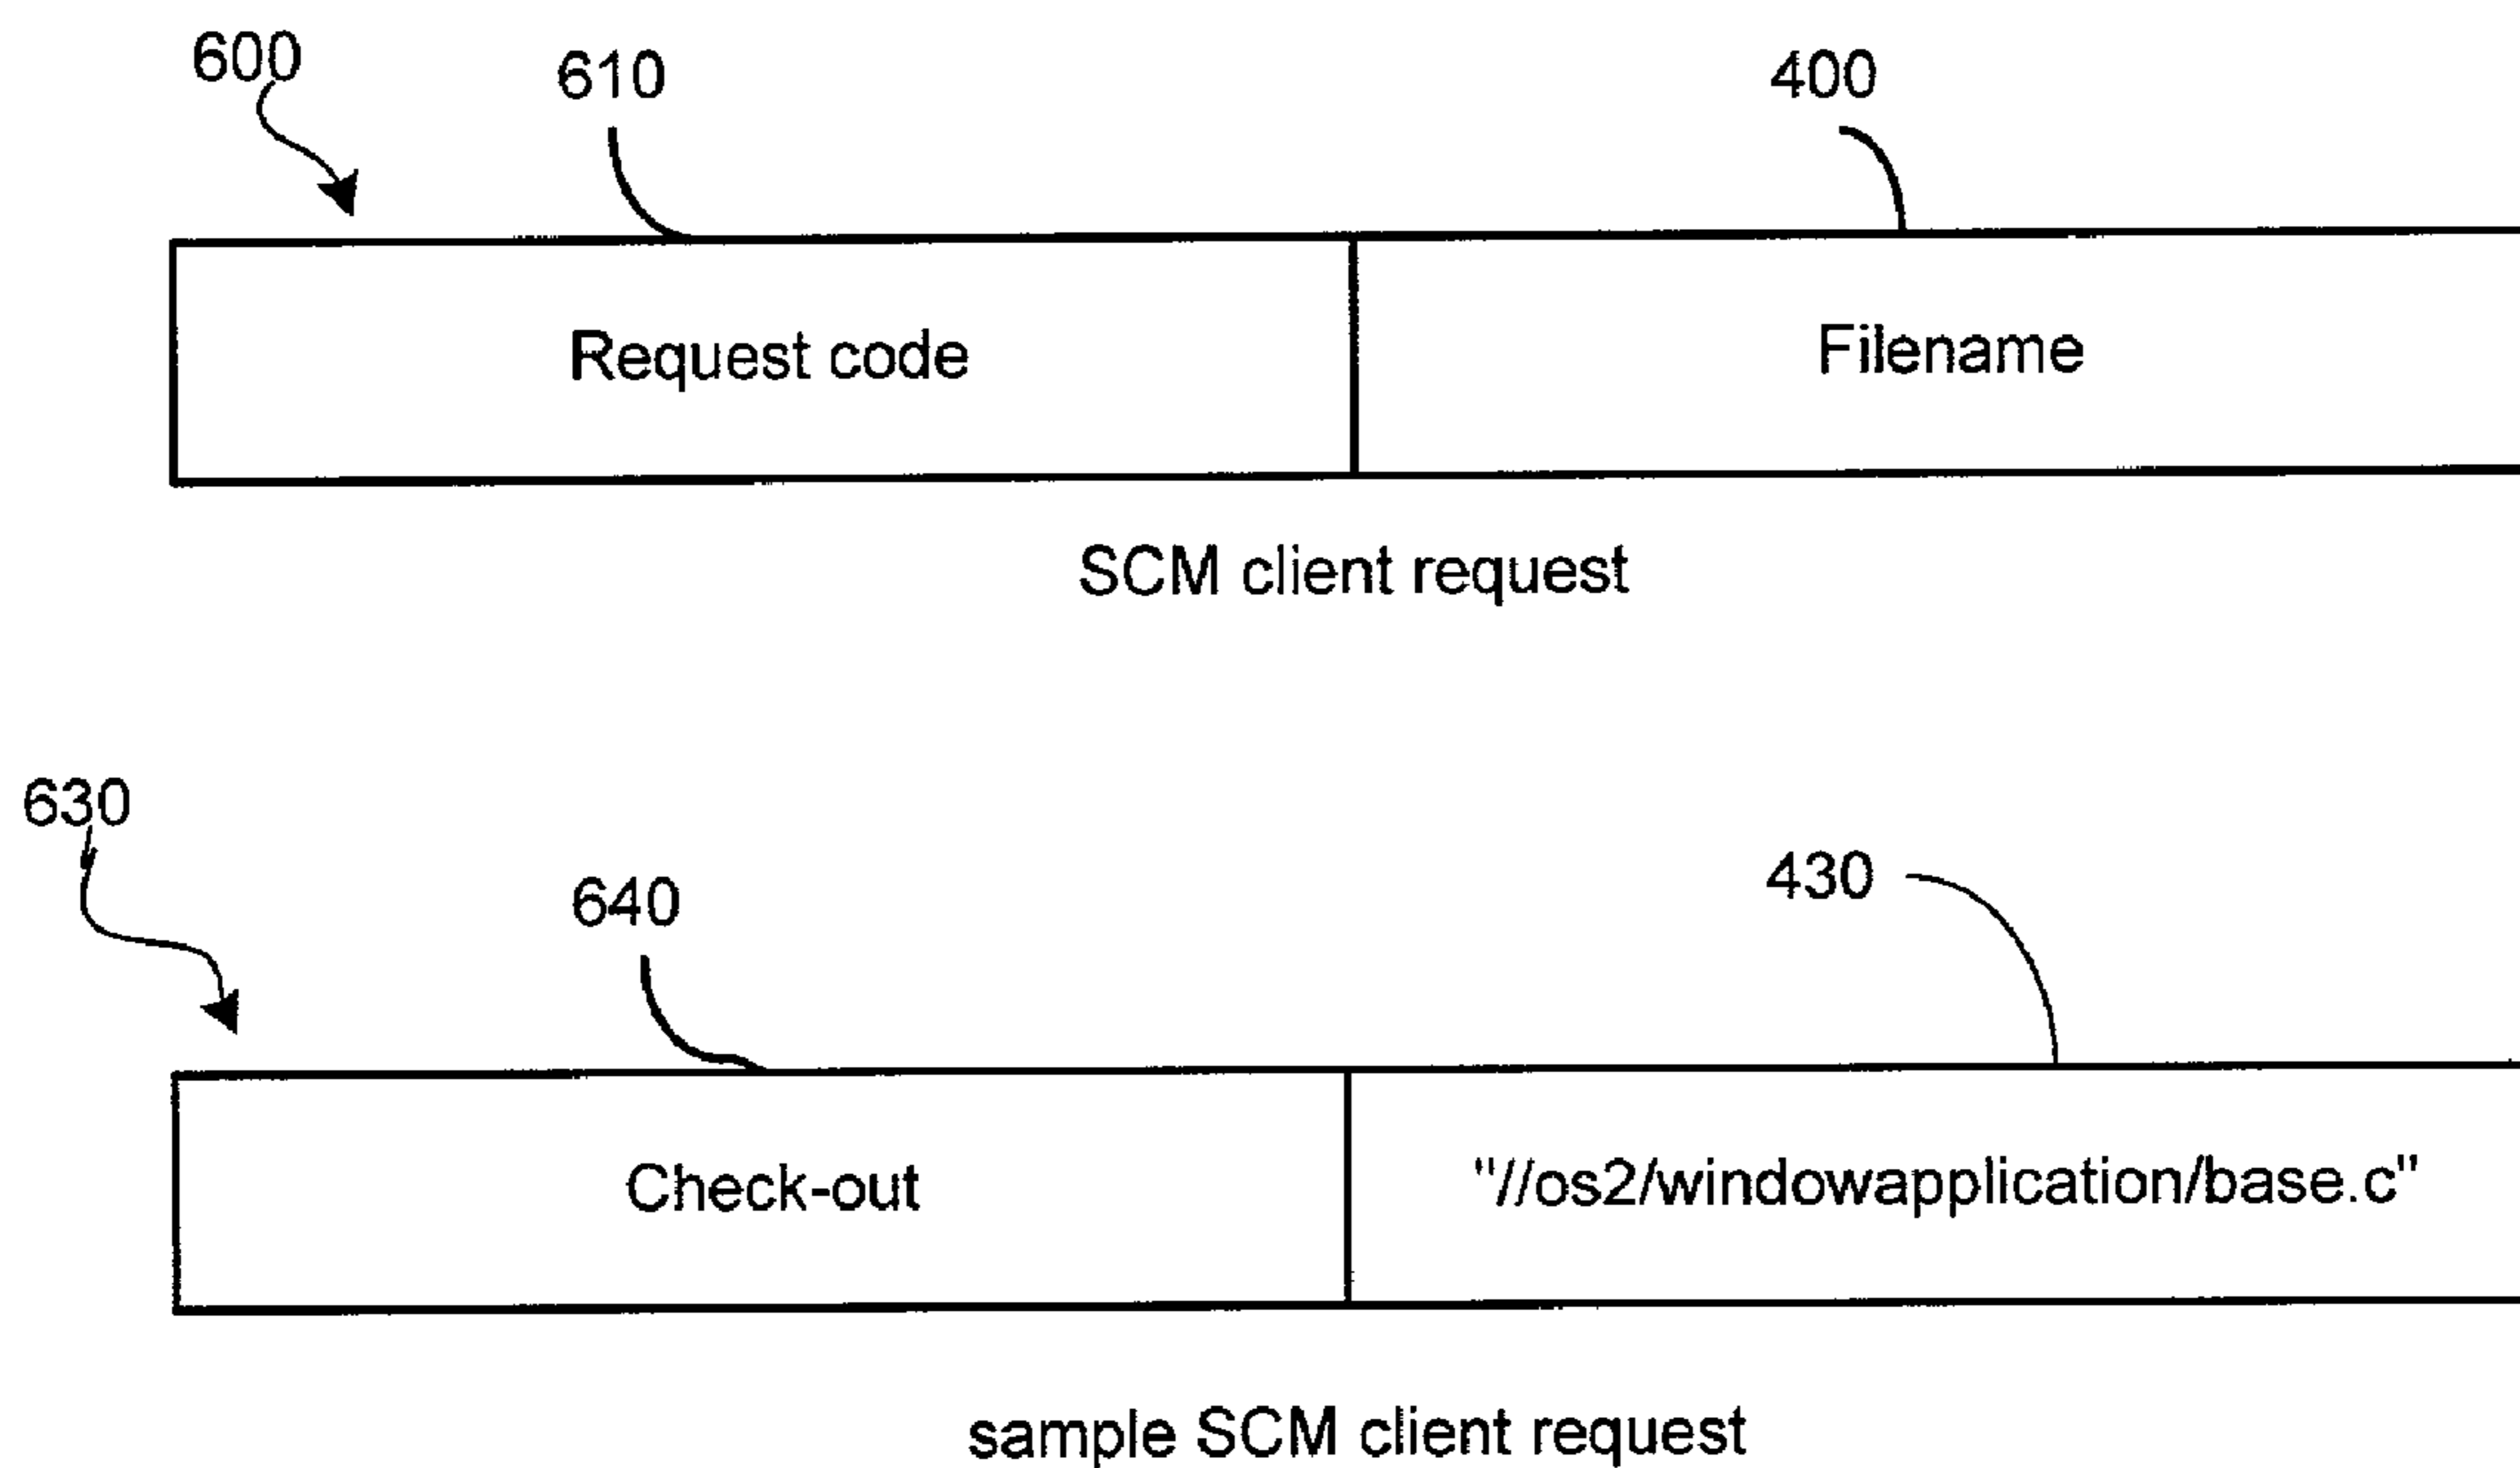 600
610
400
Request code
Filename
SCM client request
630
640
430
Check-out
"//os2/windowapplication/base.c"
sample SCM client request